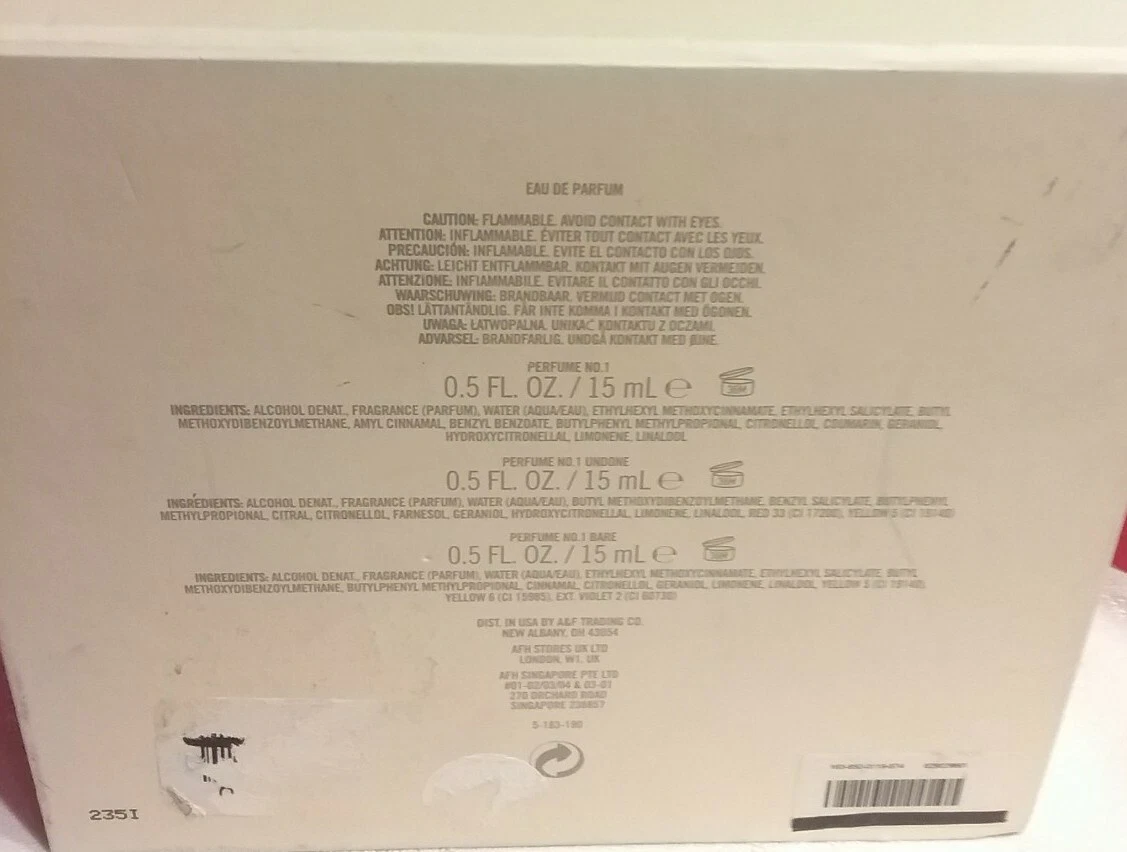 EAU DE PARFUM
CAUTION: FLAMMABLE. AVOID CONTACT WITH EYES.
ATTENTION: INFLAMMABLE. ÉVITER TOUT CONTACT AVEC LES YEUX.
PRECAUCIÓN: INFLAMABLE. EVITE EL CONTACTO CON LOS OJOS.
ACHTUNG: LEICHT ENTFLAMMBAR. KONTAKT MIT AUGEN VERMEIDEN.
ATTENZIONE: INFIAMMABILE. EVITARE IL CONTATTO CON GLI OCCHI.
WAARSCHUWING: BRANDBAAR. VERMIJD CONTACT MET OGEN.
OBS! LÄTTANTÄNDLIG. FÅR INTE KOMMA I KONTAKT MED ÖGONEN.
UWAGA: ŁATWOPALNA. UNIKAĆ KONTAKTU Z OCZAMI.
ADVARSEL: BRANDFARLIG. UNDGÅ KONTAKT MED ØJNE.
PERFUME NO.1
0.5 FL. OZ. / 15 mL ℮
INGREDIENTS: ALCOHOL DENAT., FRAGRANCE (PARFUM), WATER (AQUA/EAU), ETHYLHEXYL METHOXYCINNAMATE, ETHYLHEXYL SALICYLATE, BUTYL
METHOXYDIBENZOYLMETHANE, AMYL CINNAMAL, BENZYL BENZOATE, BUTYLPHENYL METHYLPROPIONAL, CITRONELLOL, COUMARIN, GERANIOL,
HYDROXYCITRONELLAL, LIMONENE, LINALOOL
PERFUME NO.1 UNDONE
0.5 FL. OZ. / 15 mL ℮
INGREDIENTS: ALCOHOL DENAT., FRAGRANCE (PARFUM), WATER (AQUA/EAU), BUTYL METHOXYDIBENZOYLMETHANE, BENZYL SALICYLATE, BUTYLPHENYL
METHYLPROPIONAL, CITRAL, CITRONELLOL, FARNESOL, GERANIOL, HYDROXYCITRONELLAL, LIMONENE, LINALOOL, RED 33 (CI 17200), YELLOW 5 (CI 19140)
PERFUME NO.1 BARE
0.5 FL. OZ. / 15 mL ℮
INGREDIENTS: ALCOHOL DENAT., FRAGRANCE (PARFUM), WATER (AQUA/EAU), ETHYLHEXYL METHOXYCINNAMATE, ETHYLHEXYL SALICYLATE, BUTYL
METHOXYDIBENZOYLMETHANE, BUTYLPHENYL METHYLPROPIONAL, CINNAMAL, CITRONELLOL, GERANIOL, LIMONENE, LINALOOL, YELLOW 5 (CI 19140),
YELLOW 6 (CI 15985), EXT. VIOLET 2 (CI 60730)
DIST. IN USA BY A&F TRADING CO.
NEW ALBANY, OH 43054
AFH STORES UK LTD
LONDON, W1, UK
AFH SINGAPORE PTE LTD
#01-02/03/04 & 03-01
270 ORCHARD ROAD
SINGAPORE 238857
5-183-190
235I